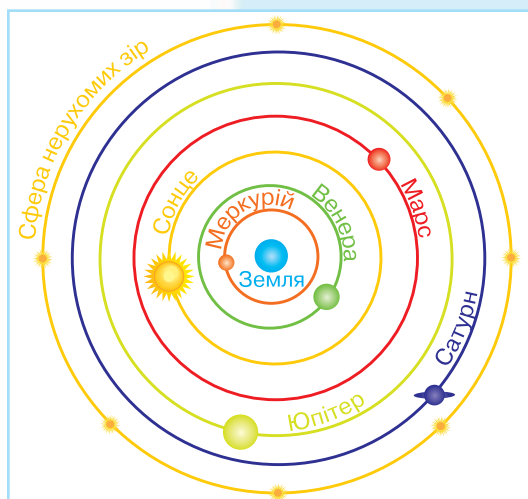 Сфера нерухомих зір
Сонце
Меркурій
Венера
Марс
Земля
Сатурн
Юпітер